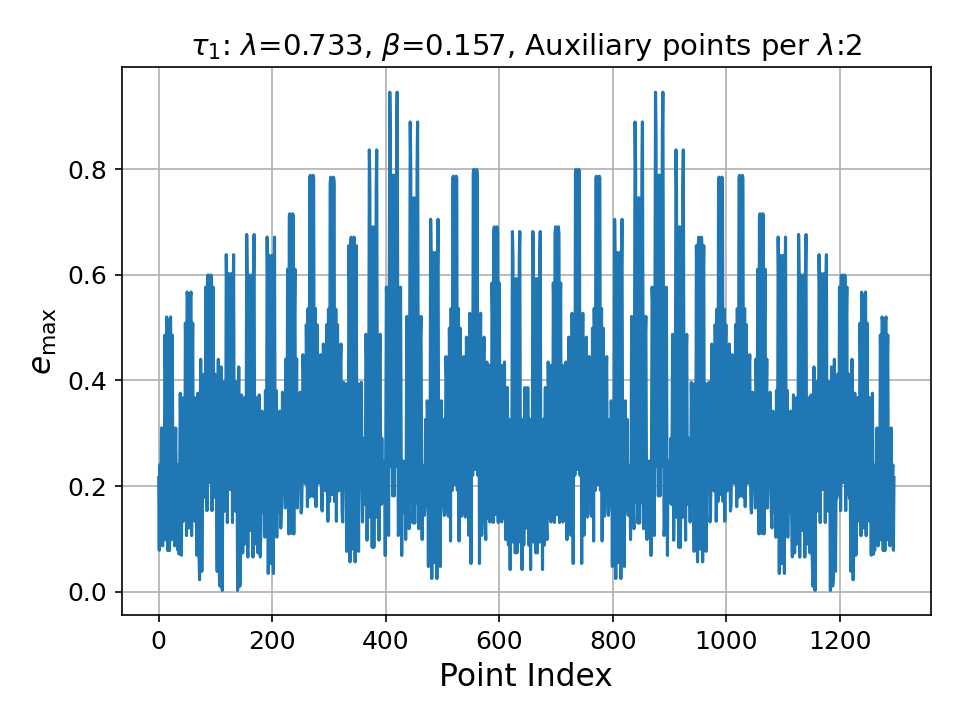 τ₁: λ=0.733, β=0.157, Auxiliary points per λ:2
e_max
0.8
0.6
0.4
0.2
0.0
0 200 400 600 800 1000 1200
Point Index